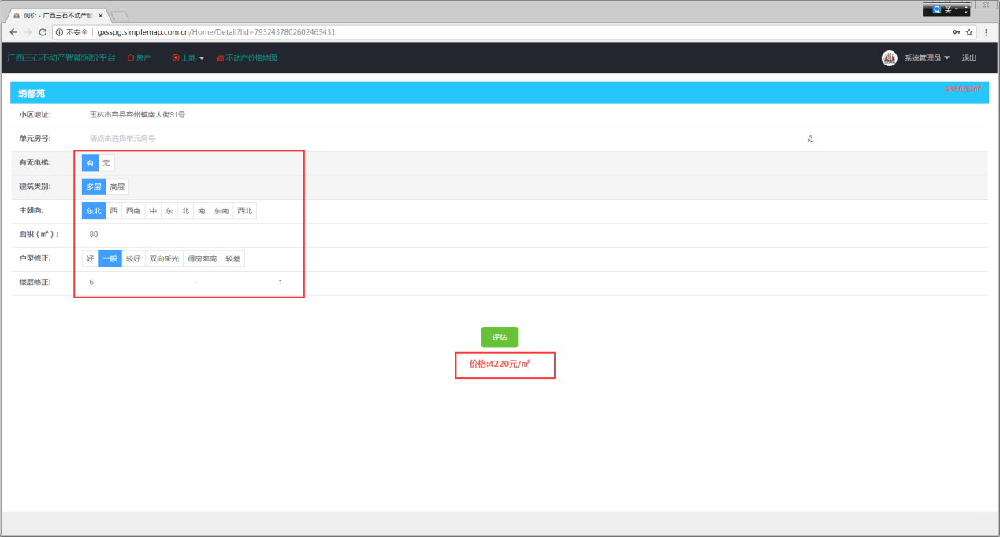 询价 - 广西三石不动产智
英
不安全 | gxsspg.simplemap.com.cn/Home/Detail?lid=7932437802602463431
广西三石不动产智能询价平台 房产 土地 不动产价格地图 系统管理员 退出
绣都苑 4350元/㎡
小区地址: 玉林市容县容州镇南大街91号
单元房号: 请点击选择单元房号
有无电梯: 有 无
建筑类别: 多层 高层
主朝向: 东北 西 西南 中 东 北 南 东南 西北
面积(㎡): 80
户型修正: 好 一般 较好 双向采光 得房率高 较差
楼层修正: 6 - 1
评估
价格:4220元/㎡